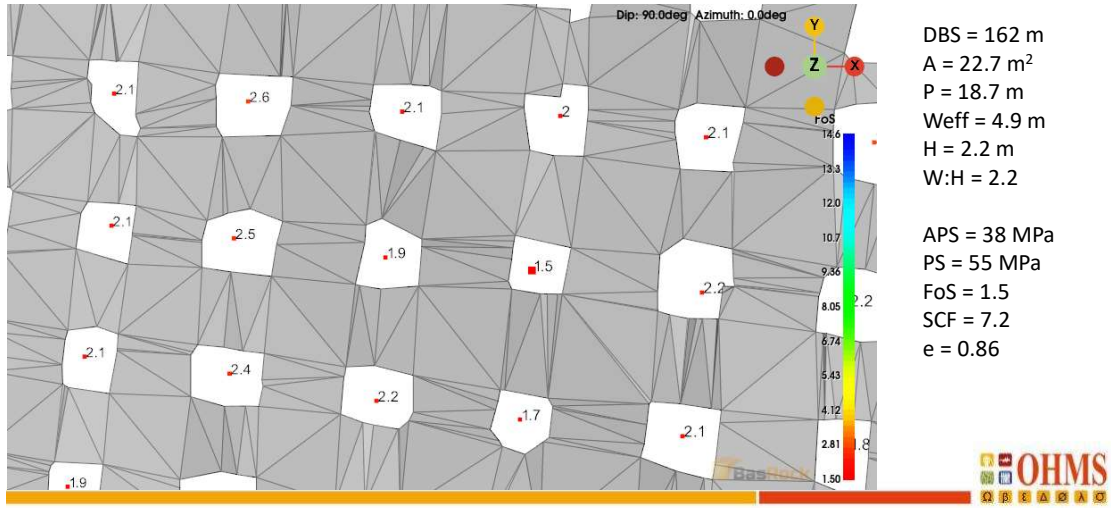 Dip: 90.0deg Azimuth: 0.0deg
Y
Z X
FoS
14.6
13.3
12.0
10.7
9.36
8.05
6.74
5.43
4.12
2.81
1.50
2.1 2.6 2.1 2 2.1
2.1 2.5 1.9 1.5 2.2 2.2
2.1 2.4 2.2 1.7 2.1 1.8
1.9
BasRock
DBS = 162 m
A = 22.7 m²
P = 18.7 m
Weff = 4.9 m
H = 2.2 m
W:H = 2.2
APS = 38 MPa
PS = 55 MPa
FoS = 1.5
SCF = 7.2
e = 0.86
OHMS
Ω β ε Δ Ø λ σ